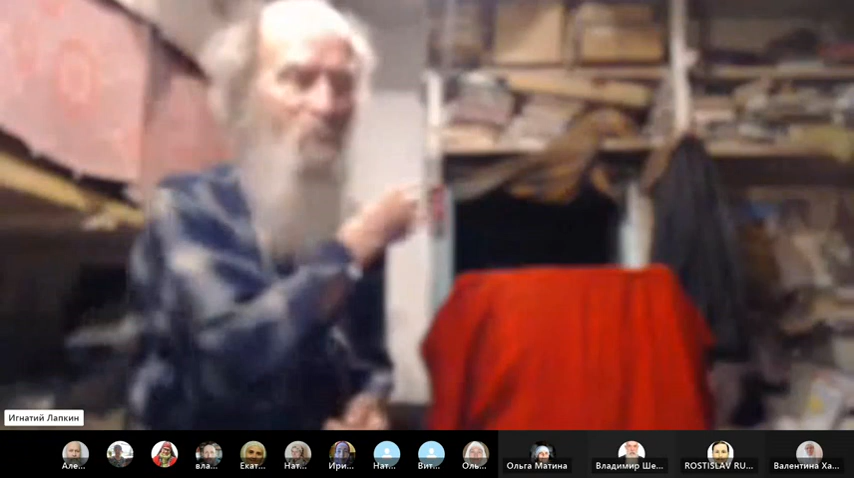 Игнатий Лапкин
Але...
вла...
Екат...
Нат...
Ири...
Нат...
Вит...
Оль...
Ольга Матина
Владимир Ше...
ROSTISLAV RU...
Валентина Ха...